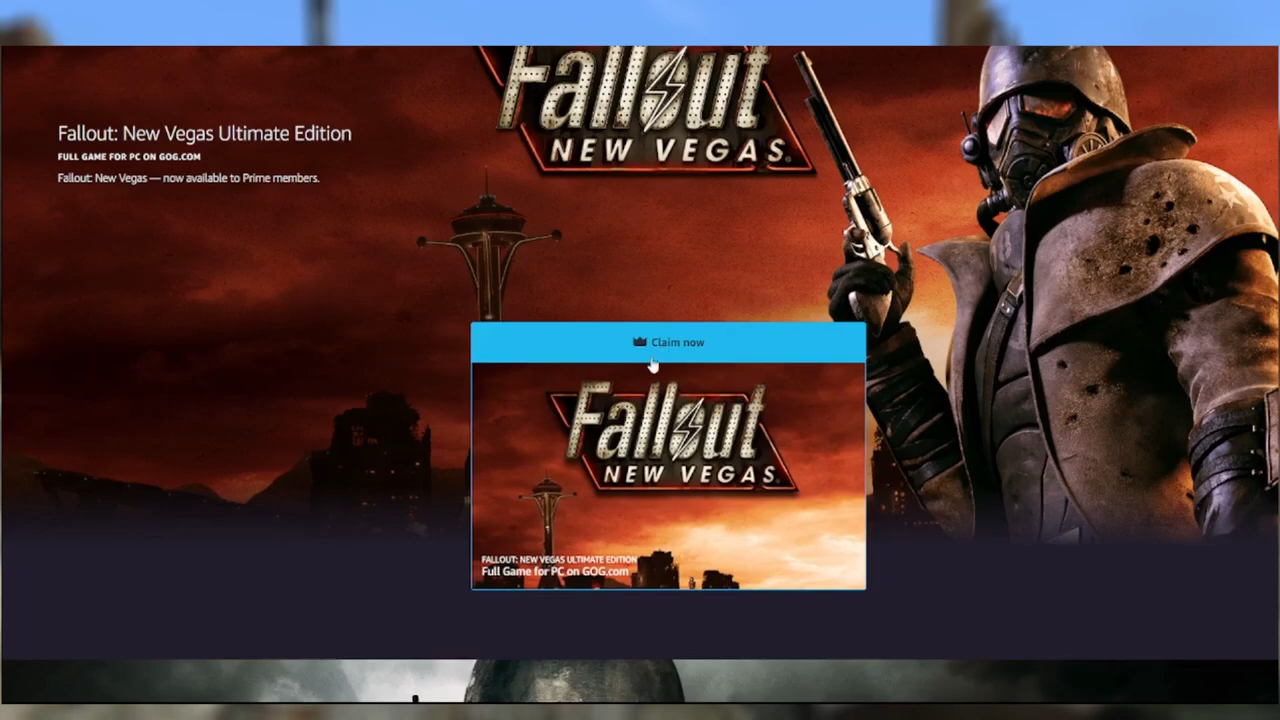 Fallout
NEW VEGAS
Fallout: New Vegas Ultimate Edition
FULL GAME FOR PC ON GOG.COM
Fallout: New Vegas — now available to Prime members.
Claim now
Fallout
NEW VEGAS
FALLOUT: NEW VEGAS ULTIMATE EDITION
Full Game for PC on GOG.com